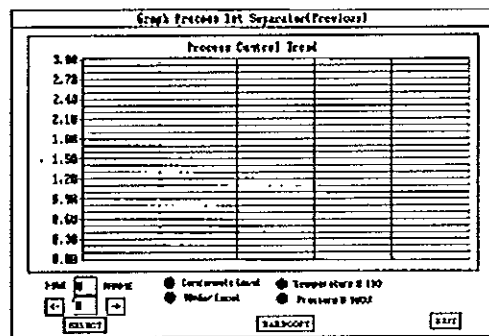 Graph Process 1st Separator(Previous)
Process Control Trend
3.00
2.70
2.40
2.10
1.80
1.50
1.20
0.90
0.60
0.30
0.00
Condensate Level
Temperature X 100
<- ->
Water Level
Pressure X
SELECT
HARDCOPY
EXIT